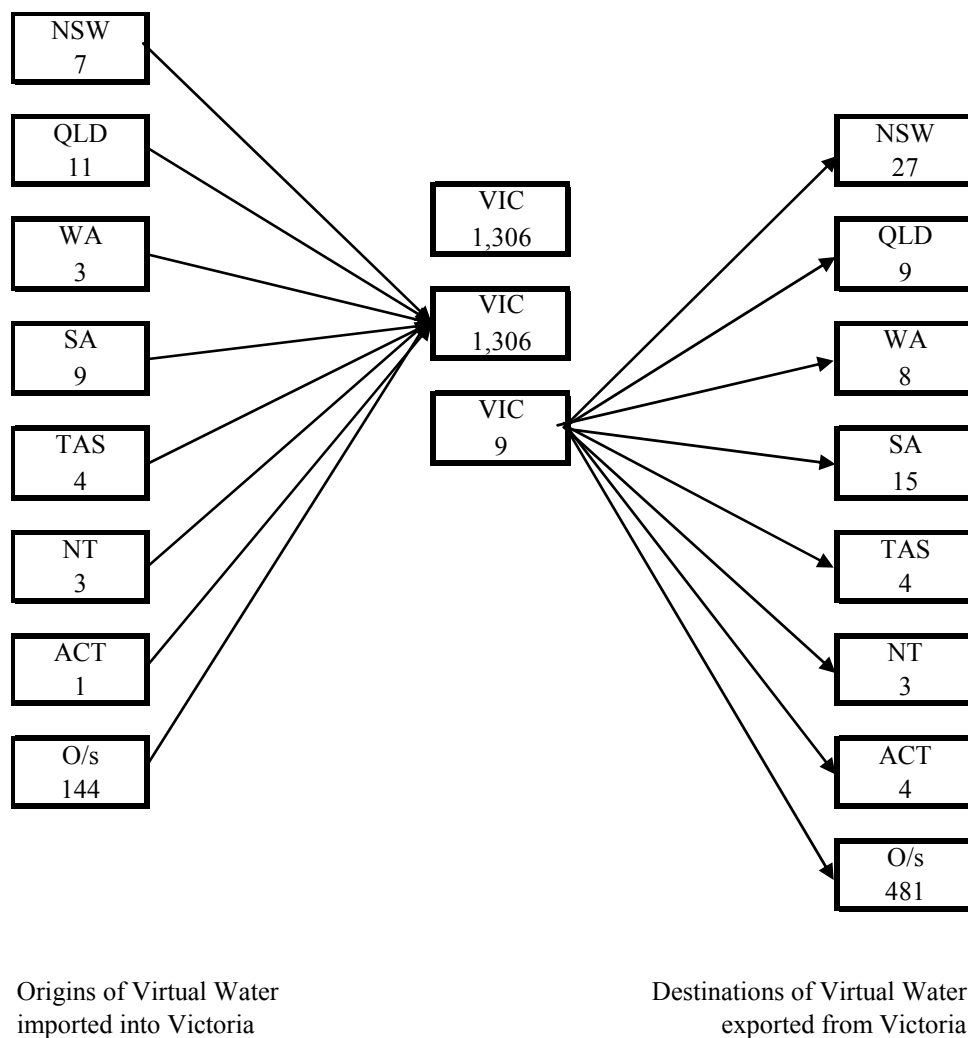 NSW
7
QLD
11
WA
3
SA
9
TAS
4
NT
3
ACT
1
O/s
144
VIC
1,306
VIC
1,306
VIC
9
NSW
27
QLD
9
WA
8
SA
15
TAS
4
NT
3
ACT
4
O/s
481
Origins of Virtual Water
imported into Victoria
Destinations of Virtual Water
exported from Victoria